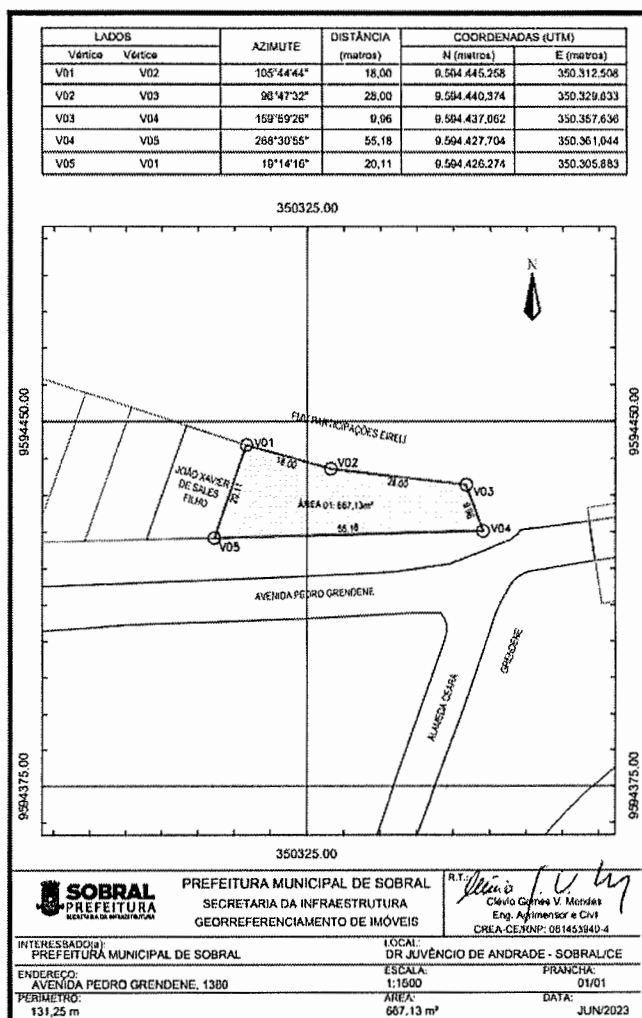 LADOS AZIMUTE DISTÂNCIA (metros) COORDENADAS (UTM)
Vértice Vértice N (metros) E (metros)
V01 V02 105°44'44" 18,00 9.594.445,258 350.312,508
V02 V03 96°47'32" 28,00 9.594.440,374 350.329,833
V03 V04 159°59'26" 9,96 9.594.437,062 350.357,636
V04 V05 268°30'55" 55,18 9.594.427,704 350.361,044
V05 V01 19°14'16" 20,11 9.594.426,274 350.305,883
350325.00
N
9594450.00
9594450.00
PARTICIPAÇÕES EIRELI
V01
18.00
V02
28.00
V03
9.96
V04
JOÃO XAVIER
DE SALES
FILHO
20.11
ÁREA 01: 667,13m²
55.18
V05
AVENIDA PEDRO GRENDENE
GRENDENE
ALAMEDA CEARA
9594375.00
9594375.00
350325.00
SOBRAL
PREFEITURA
SECRETARIA DA INFRAESTRUTURA
PREFEITURA MUNICIPAL DE SOBRAL
SECRETARIA DA INFRAESTRUTURA
GEORREFERENCIAMENTO DE IMÓVEIS
R.T.:
Clévio Gomes V. Mendes
Eng. Agrimensor e Civil
CREA-CE/RNP: 061453940-4
INTERESSADO(a):
PREFEITURA MUNICIPAL DE SOBRAL
LOCAL:
DR JUVÊNCIO DE ANDRADE - SOBRAL/CE
ENDEREÇO:
AVENIDA PEDRO GRENDENE, 1380
ESCALA:
1:1500
PRANCHA:
01/01
PERÍMETRO:
131,25 m
ÁREA:
667,13 m²
DATA:
JUN/2023